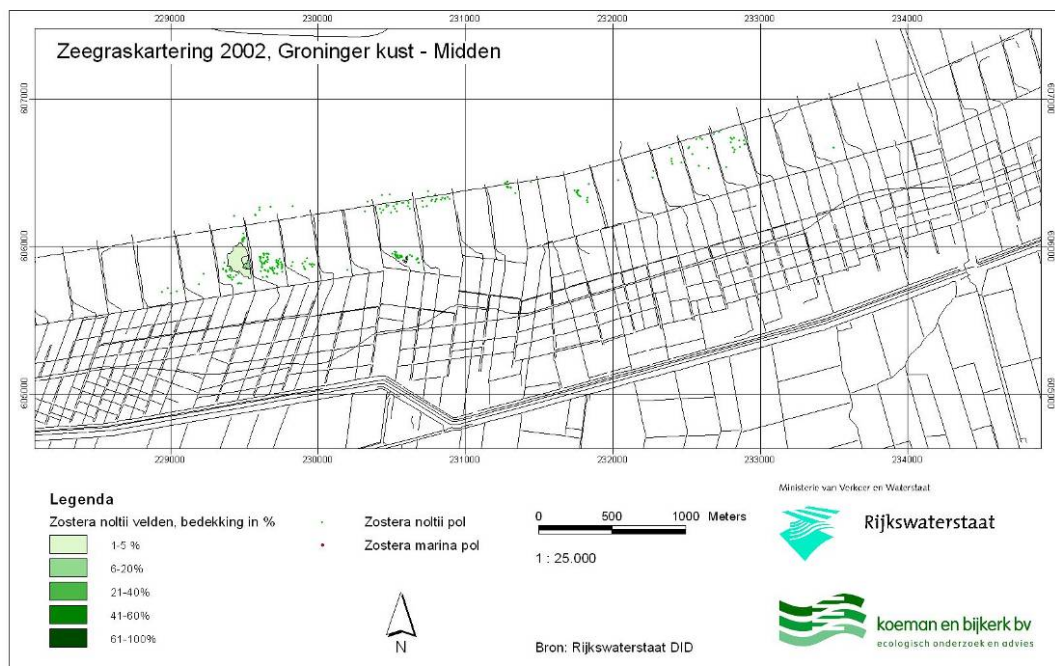 229000 230000 231000 232000 233000 234000
Zeegraskartering 2002, Groninger kust - Midden
607000 607000
606000 606000
605000 605000
229000 230000 231000 232000 233000 234000
Legenda
Zostera noltii velden, bedekking in %
1-5 %
6-20%
21-40%
41-60%
61-100%
Zostera noltii pol
Zostera marina pol
N
0 500 1000 Meters
1 : 25.000
Bron: Rijkswaterstaat DID
Ministerie van Verkeer en Waterstaat
Rijkswaterstaat
koeman en bijkerk bv
ecologisch onderzoek en advies